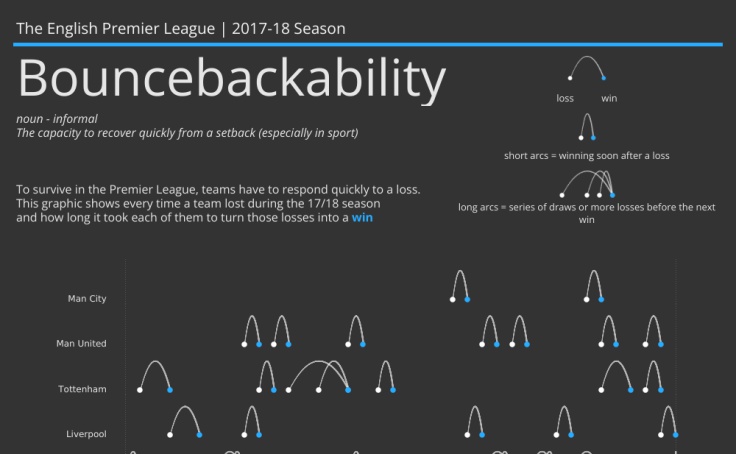 The English Premier League | 2017-18 Season
Bouncebackability
noun - informal
The capacity to recover quickly from a setback (especially in sport)
To survive in the Premier League, teams have to respond quickly to a loss.
This graphic shows every time a team lost during the 17/18 season
and how long it took each of them to turn those losses into a win
loss win
short arcs = winning soon after a loss
long arcs = series of draws or more losses before the next
win
Man City
Man United
Tottenham
Liverpool